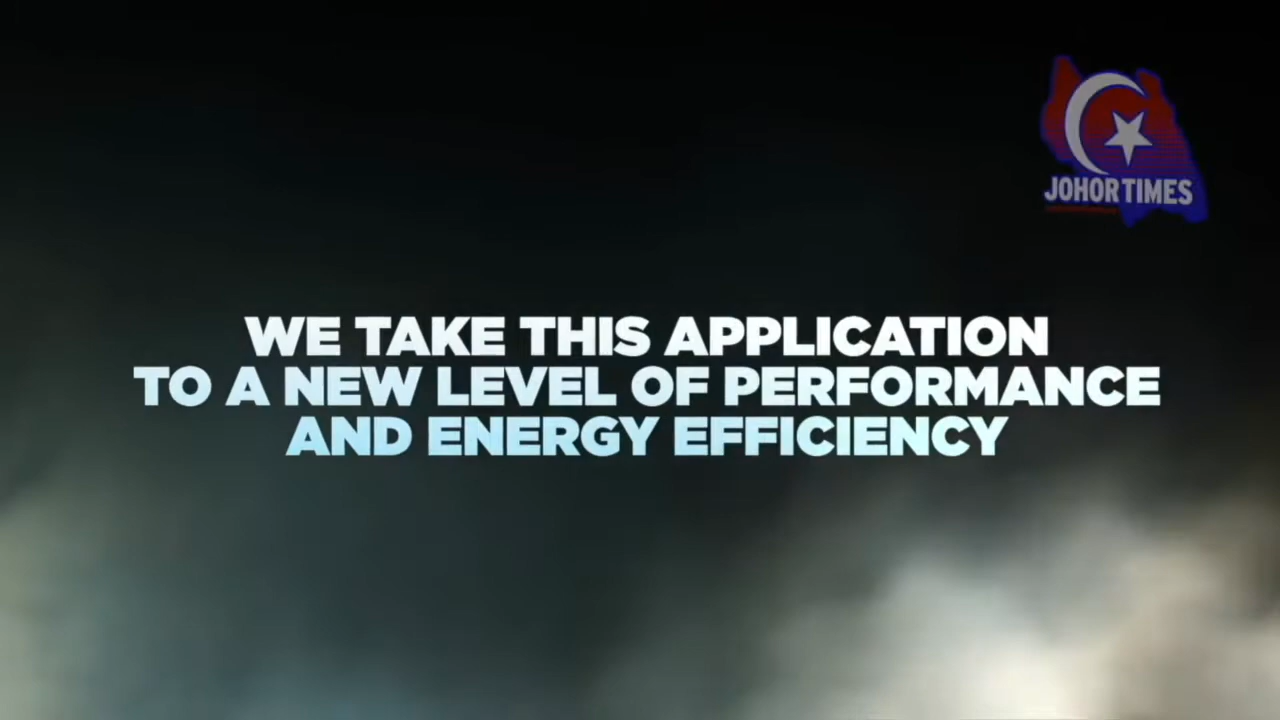 JOHOR TIMES
WE TAKE THIS APPLICATION
TO A NEW LEVEL OF PERFORMANCE
AND ENERGY EFFICIENCY